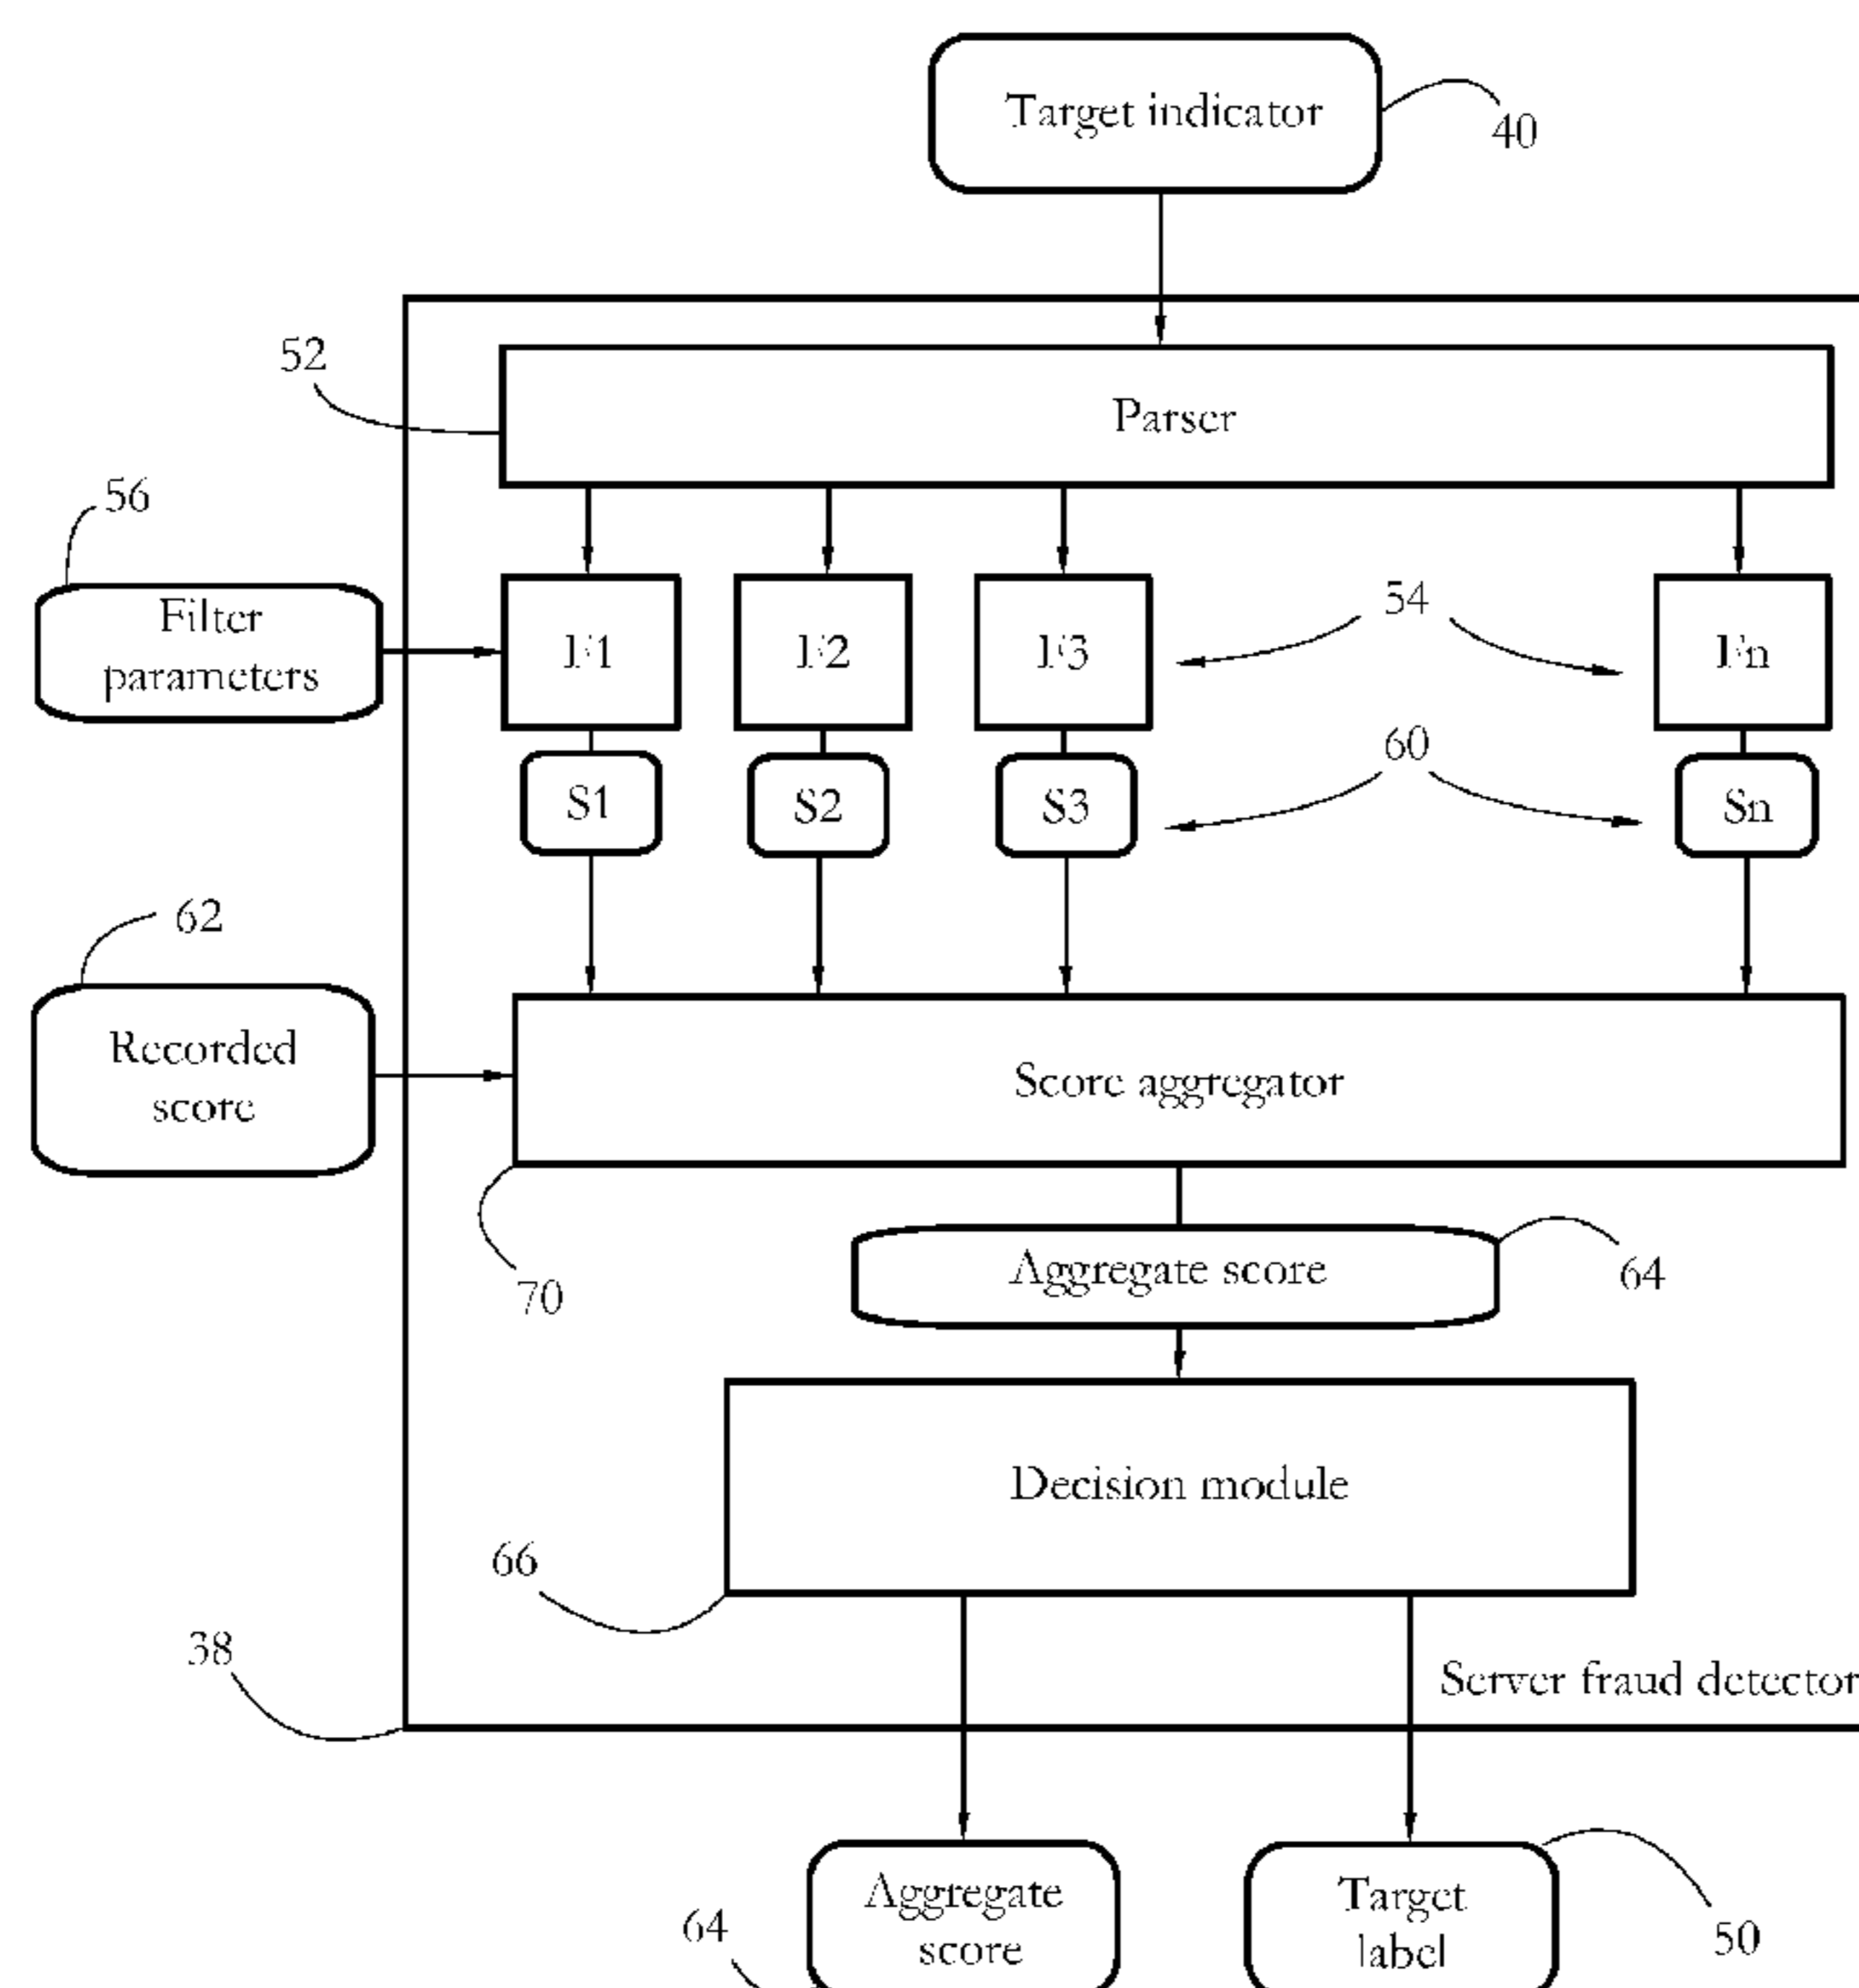 Target indicator
40
52
Parser
56
Filter
parameters
F1
F2
F3
54
Fn
60
S1
S2
S3
Sn
62
Recorded
score
Score aggregator
70
Aggregate score
64
Decision module
66
38
Server fraud detector
Aggregate
score
64
Target
label
50